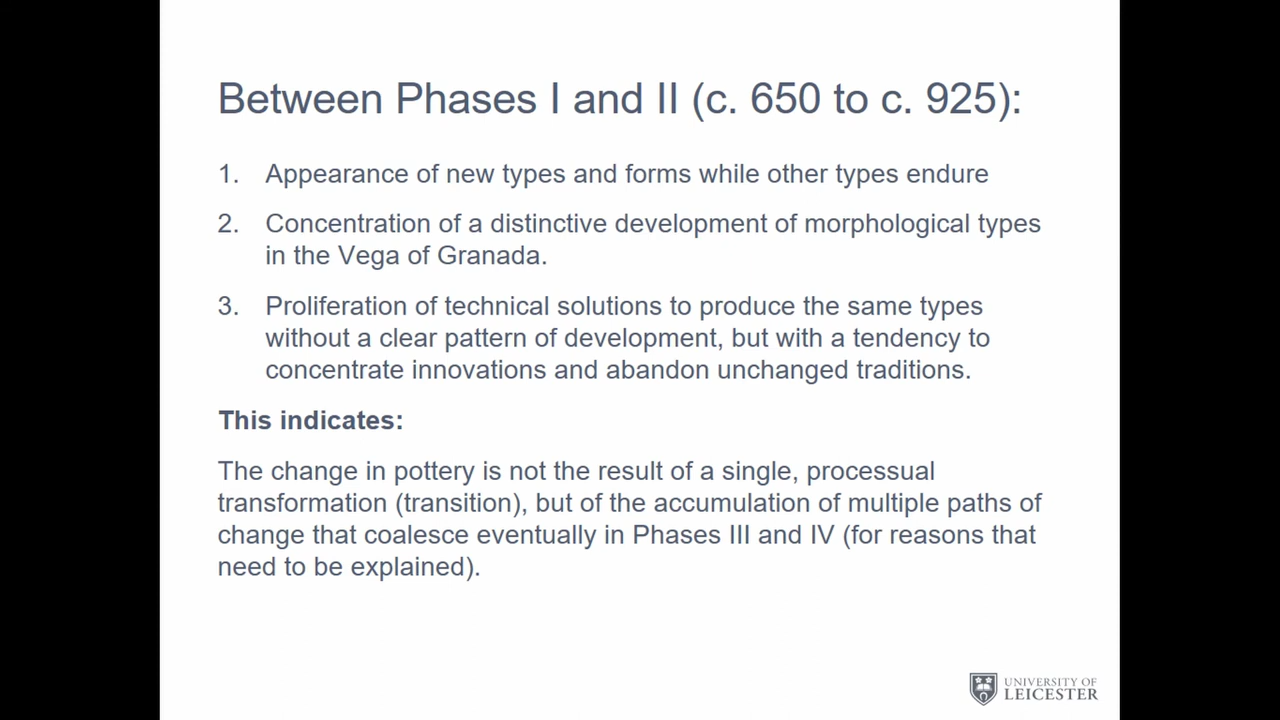 Between Phases I and II (c. 650 to c. 925):
1. Appearance of new types and forms while other types endure
2. Concentration of a distinctive development of morphological types
in the Vega of Granada.
3. Proliferation of technical solutions to produce the same types
without a clear pattern of development, but with a tendency to
concentrate innovations and abandon unchanged traditions.
This indicates:
The change in pottery is not the result of a single, processual
transformation (transition), but of the accumulation of multiple paths of
change that coalesce eventually in Phases III and IV (for reasons that
need to be explained).
UNIVERSITY OF
LEICESTER